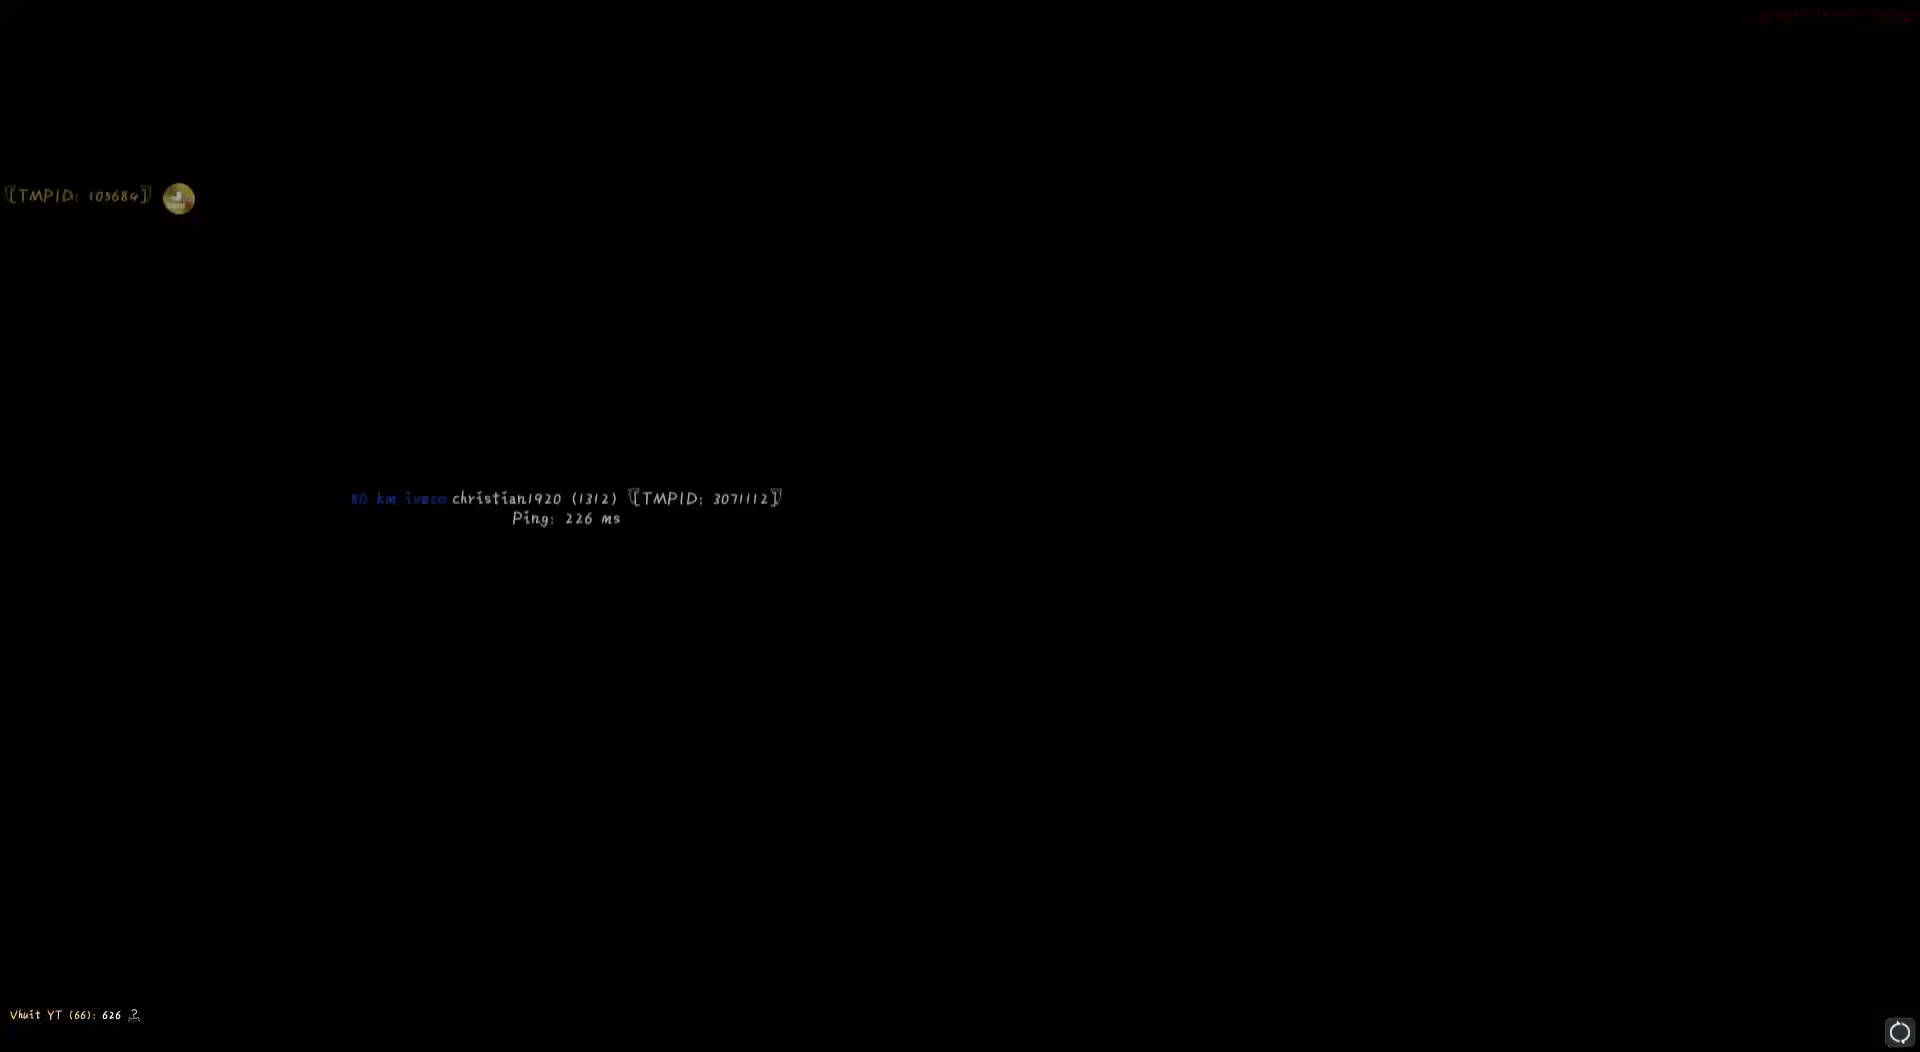 [TMPID: 103684]
80 km iveco christian1920 (1312) [TMPID: 3071112]
Ping: 226 ms
Vhuit YT (66): 626 ?